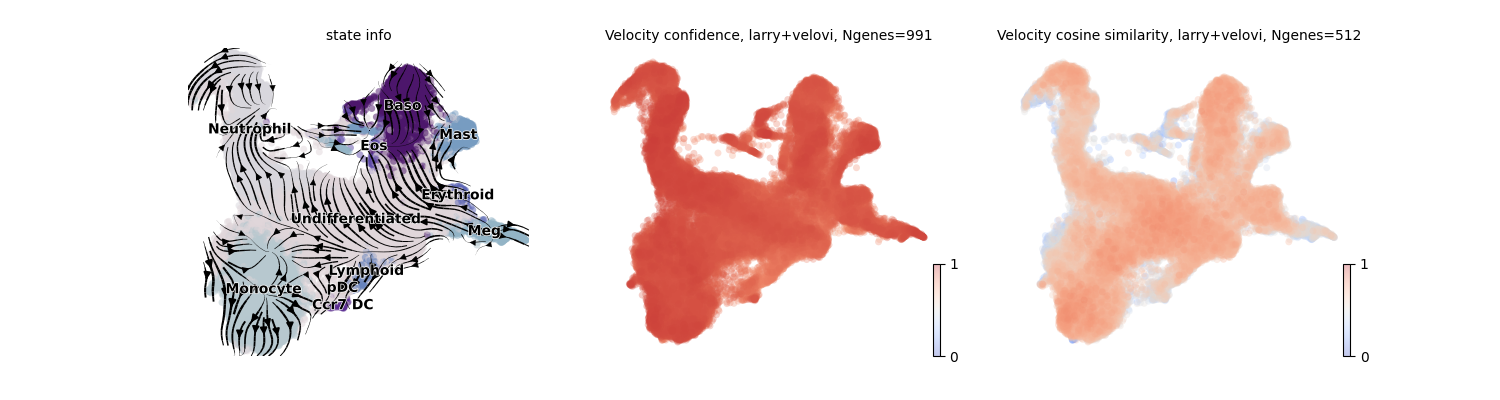 state info
Velocity confidence, larry+velovi, Ngenes=991
Velocity cosine similarity, larry+velovi, Ngenes=512
Baso
Neutrophil
Mast
Eos
Erythroid
Undifferentiated
Meg
Lymphoid
pDC
Monocyte
Ccr7 DC
1
0
1
0